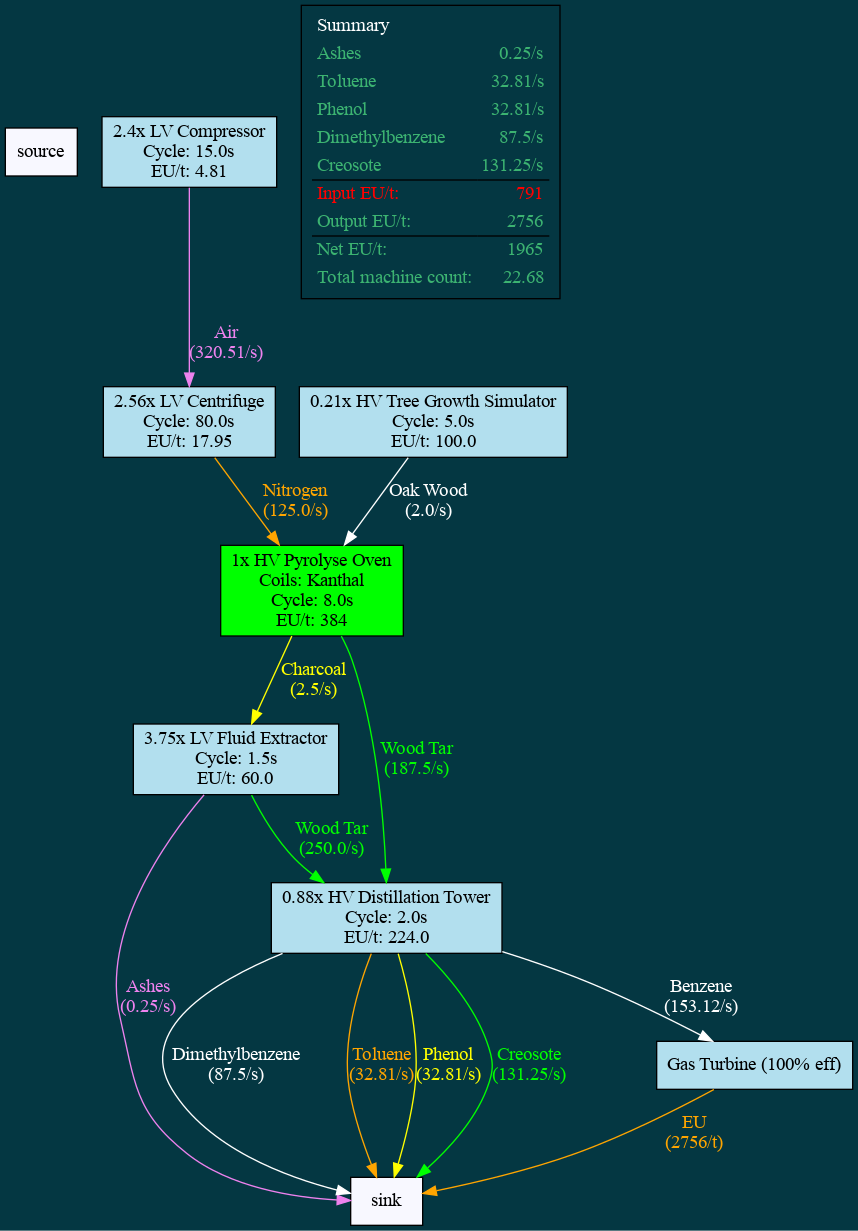 Summary
Ashes 0.25/s
Toluene 32.81/s
Phenol 32.81/s
Dimethylbenzene 87.5/s
Creosote 131.25/s
Input EU/t: 791
Output EU/t: 2756
Net EU/t: 1965
Total machine count: 22.68
source
2.4x LV Compressor
Cycle: 15.0s
EU/t: 4.81
Air
(320.51/s)
2.56x LV Centrifuge
Cycle: 80.0s
EU/t: 17.95
0.21x HV Tree Growth Simulator
Cycle: 5.0s
EU/t: 100.0
Nitrogen
(125.0/s)
Oak Wood
(2.0/s)
1x HV Pyrolyse Oven
Coils: Kanthal
Cycle: 8.0s
EU/t: 384
Charcoal
(2.5/s)
3.75x LV Fluid Extractor
Cycle: 1.5s
EU/t: 60.0
Wood Tar
(187.5/s)
Wood Tar
(250.0/s)
0.88x HV Distillation Tower
Cycle: 2.0s
EU/t: 224.0
Ashes
(0.25/s)
Dimethylbenzene
(87.5/s)
Toluene
(32.81/s)
Phenol
(32.81/s)
Creosote
(131.25/s)
Benzene
(153.12/s)
Gas Turbine (100% eff)
EU
(2756/t)
sink